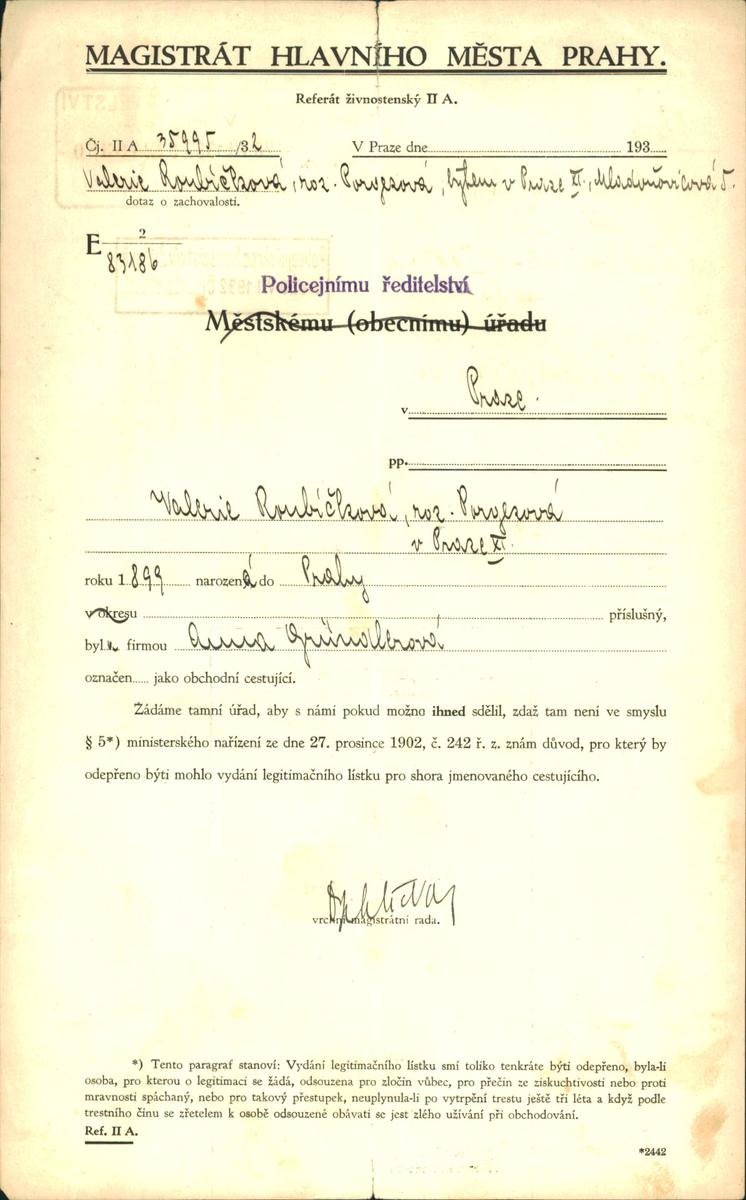 MAGISTRÁT HLAVNÍHO MĚSTA PRAHY.
Referát živnostenský II A.
Čj. II A 35995/32 V Praze dne 193
Valerie Roubíčková, roz. Porgesová, bytem v Praze XI., Mladoňovicová 5.
dotaz o zachovalosti.
E 2
83186
Policejnímu ředitelství
Městskému (obecnímu) úřadu
v Praze.
pp.
Valerie Roubíčková, roz. Porgesová
v Praze XI.
roku 1899 narozená do Prahy
v okresu příslušný,
byla firmou Anna Gründlerová
označen jako obchodní cestující.
Žádáme tamní úřad, aby s námi pokud možno ihned sdělil, zdaž tam není ve smyslu
§ 5*) ministerského nařízení ze dne 27. prosince 1902, č. 242 ř. z. znám důvod, pro který by
odepřeno býti mohlo vydání legitimačního lístku pro shora jmenovaného cestujícího.
vrchní magistrátní rada.
*) Tento paragraf stanoví: Vydání legitimačního lístku smí toliko tenkráte býti odepřeno, byla-li
osoba, pro kterou o legitimaci se žádá, odsouzena pro zločin vůbec, pro přečin ze ziskuchtivosti nebo proti
mravnosti spáchaný, nebo pro takový přestupek, neuplynula-li po vytrpění trestu ještě tři léta a když podle
trestního činu se zřetelem k osobě odsouzené obávati se jest zlého užívání při obchodování.
Ref. II A.
*2442